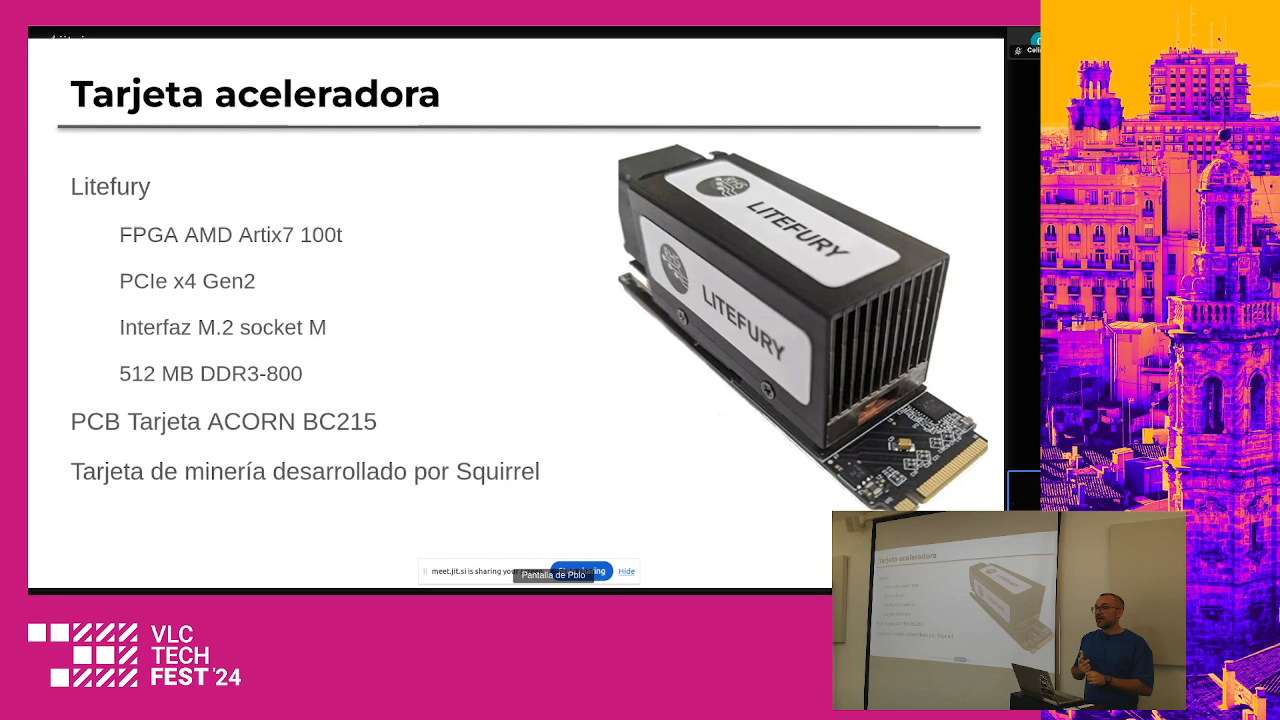 Tarjeta aceleradora
Litefury
FPGA AMD Artix7 100t
PCIe x4 Gen2
Interfaz M.2 socket M
512 MB DDR3-800
PCB Tarjeta ACORN BC215
Tarjeta de minería desarrollado por Squirrel
LITEFURY
LITEFURY
meet.jit.si is sharing your
Pantalla de Pblo
Hide
VLC
TECH
FEST '24
Tarjeta aceleradora